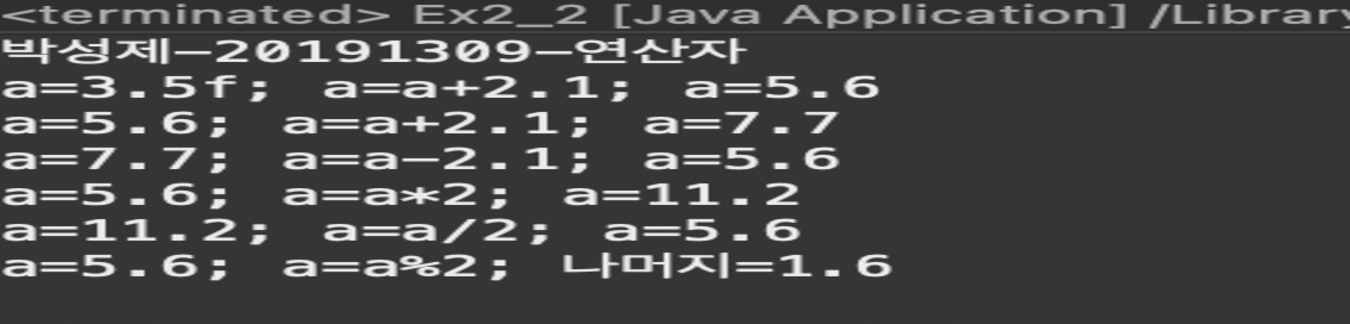 <terminated> Ex2_2 [Java Application] /Library
박성제-20191309-연산자
a=3.5f; a=a+2.1; a=5.6
a=5.6; a=a+2.1; a=7.7
a=7.7; a=a-2.1; a=5.6
a=5.6; a=a*2; a=11.2
a=11.2; a=a/2; a=5.6
a=5.6; a=a%2; 나머지=1.6